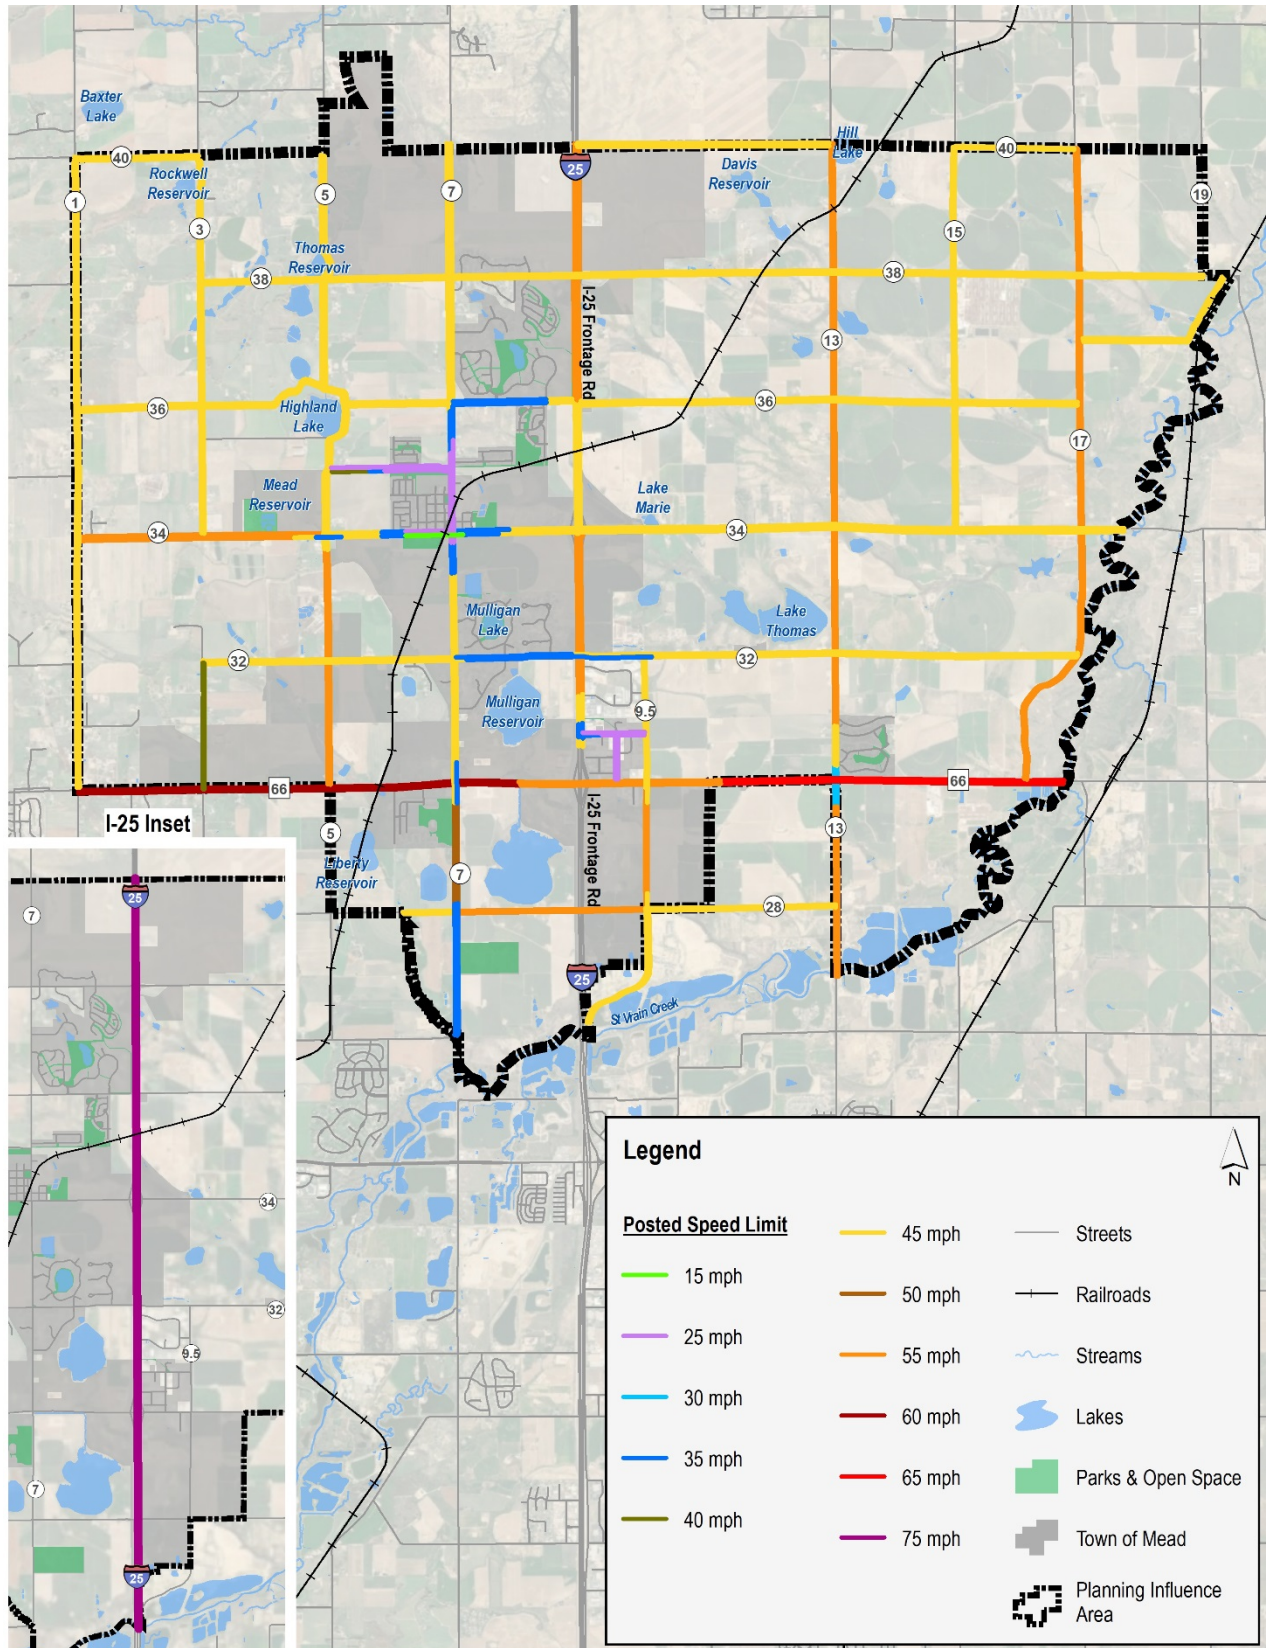 Baxter
Lake
40
Rockwell
Reservoir
1
3
5
7
25
Davis
Reservoir
Hill
Lake
40
19
15
Thomas
Reservoir
38
38
I-25 Frontage Rd
13
36
Highland
Lake
36
17
Mead
Reservoir
Lake
Marie
34
34
Mulligan
Lake
Lake
Thomas
32
32
Mulligan
Reservoir
9.5
66
66
I-25 Frontage Rd
5
13
Liberty
Reservoir
7
28
25
St Vrain Creek
I-25 Inset
25
7
34
32
9.5
7
25
Legend
N
Posted Speed Limit
15 mph
25 mph
30 mph
35 mph
40 mph
45 mph
50 mph
55 mph
60 mph
65 mph
75 mph
Streets
Railroads
Streams
Lakes
Parks & Open Space
Town of Mead
Planning Influence
Area